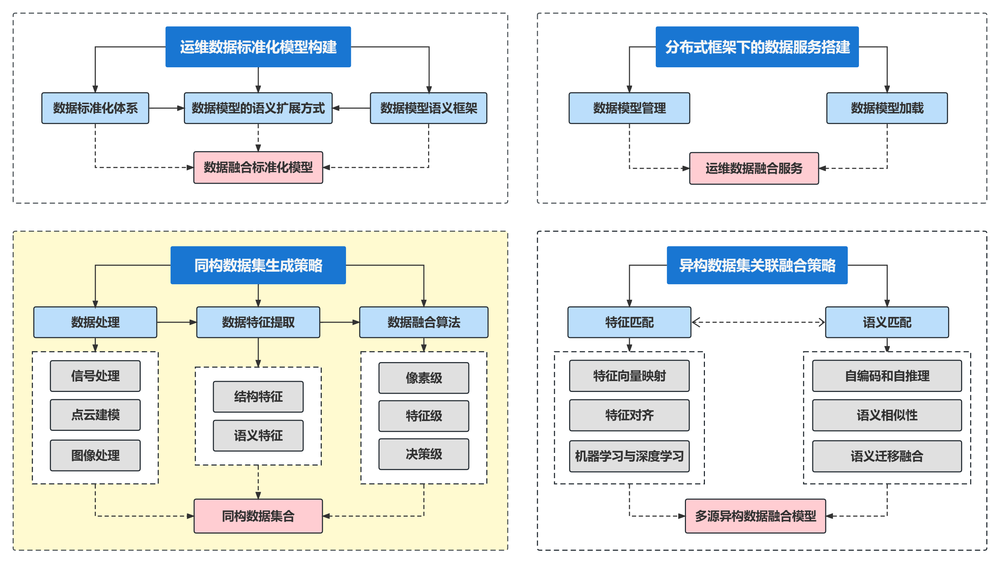 运维数据标准化模型构建
数据标准化体系
数据模型的语义扩展方式
数据模型语义框架
数据融合标准化模型
分布式框架下的数据服务搭建
数据模型管理
数据模型加载
运维数据融合服务
同构数据集生成策略
数据处理
数据特征提取
数据融合算法
信号处理
点云建模
图像处理
结构特征
语义特征
像素级
特征级
决策级
同构数据集合
异构数据集关联融合策略
特征匹配
语义匹配
特征向量映射
特征对齐
机器学习与深度学习
自编码和自推理
语义相似性
语义迁移融合
多源异构数据融合模型